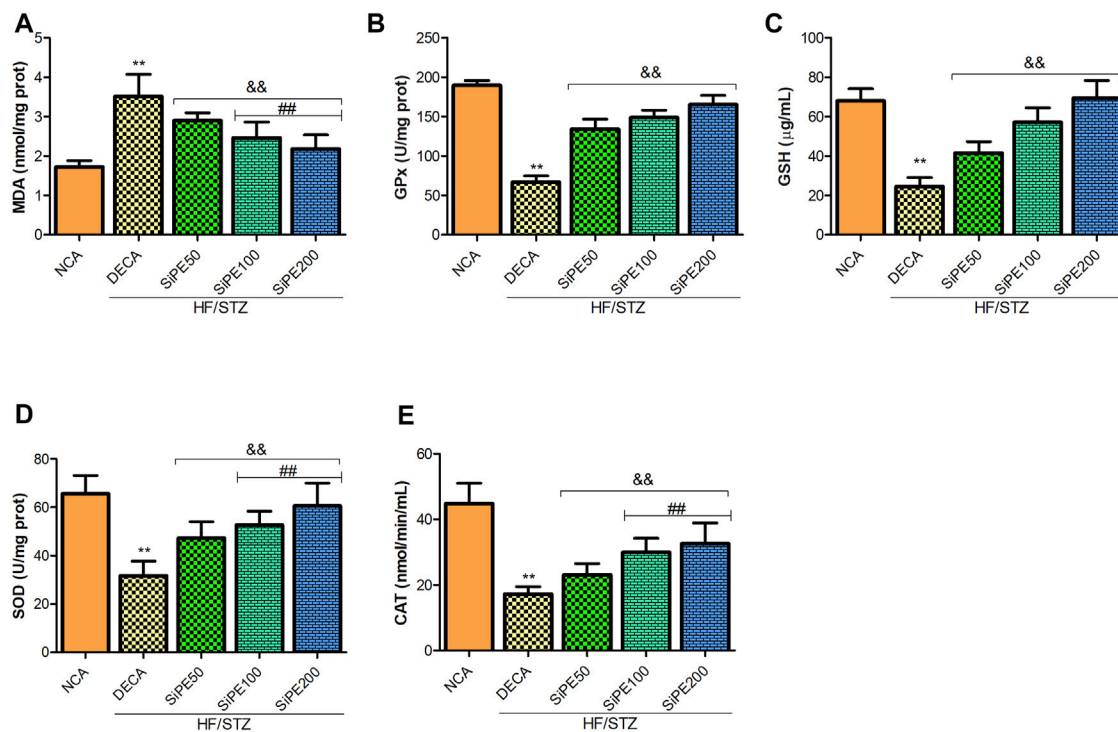 A
MDA (nmol/mg prot)
5
4
3
2
1
0
**
&&
##
NCA
DECA
SiPE50
SiPE100
SiPE200
HF/STZ
B
GPx (U/mg prot)
250
200
150
100
50
0
**
&&
NCA
DECA
SiPE50
SiPE100
SiPE200
HF/STZ
C
GSH (µg/mL)
80
60
40
20
0
**
&&
NCA
DECA
SiPE50
SiPE100
SiPE200
HF/STZ
D
SOD (U/mg prot)
80
60
40
20
0
**
&&
##
NCA
DECA
SiPE50
SiPE100
SiPE200
HF/STZ
E
CAT (nmol/min/mL)
60
40
20
0
**
&&
##
NCA
DECA
SiPE50
SiPE100
SiPE200
HF/STZ